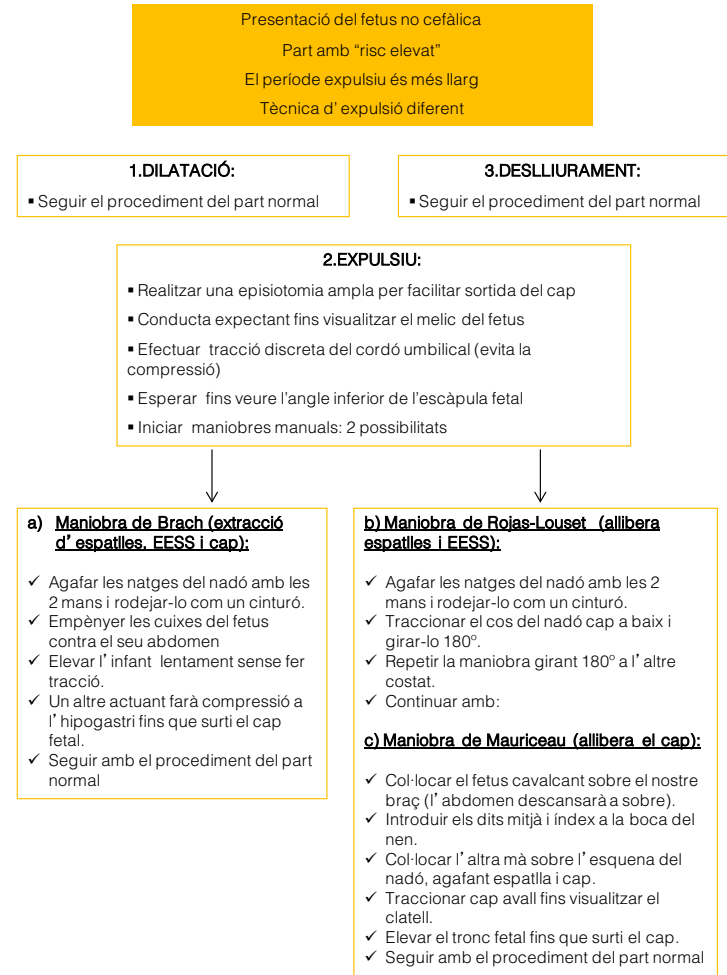 Presentació del fetus no cefàlica
Part amb “risc elevat”
El període expulsiu és més llarg
Tècnica d’expulsió diferent
1.DILATACIÓ:
▪ Seguir el procediment del part normal
3.DESLLIURAMENT:
▪ Seguir el procediment del part normal
2.EXPULSIU:
▪ Realitzar una episiotomia ampla per facilitar sortida del cap
▪ Conducta expectant fins visualitzar el melic del fetus
▪ Efectuar tracció discreta del cordó umbilical (evita la
compressió)
▪ Esperar fins veure l’angle inferior de l’escàpula fetal
▪ Iniciar maniobres manuals: 2 possibilitats
a) Maniobra de Brach (extracció
d’espatlles, EESS i cap):
✓ Agafar les natges del nadó amb les
2 mans i rodejar-lo com un cinturó.
✓ Empènyer les cuixes del fetus
contra el seu abdomen
✓ Elevar l’infant lentament sense fer
tracció.
✓ Un altre actuant farà compressió a
l’hipogastri fins que surti el cap
fetal.
✓ Seguir amb el procediment del part
normal
b) Maniobra de Rojas-Louset (allibera
espatlles i EESS):
✓ Agafar les natges del nadó amb les 2
mans i rodejar-lo com un cinturó.
✓ Traccionar el cos del nadó cap a baix i
girar-lo 180º.
✓ Repetir la maniobra girant 180º a l’altre
costat.
✓ Continuar amb:
c) Maniobra de Mauriceau (allibera el cap):
✓ Col·locar el fetus cavalcant sobre el nostre
braç (l’abdomen descansarà a sobre).
✓ Introduir els dits mitjà i índex a la boca del
nen.
✓ Col·locar l’altra mà sobre l’esquena del
nadó, agafant espatlla i cap.
✓ Traccionar cap avall fins visualitzar el
clatell.
✓ Elevar el tronc fetal fins que surti el cap.
✓ Seguir amb el procediment del part normal